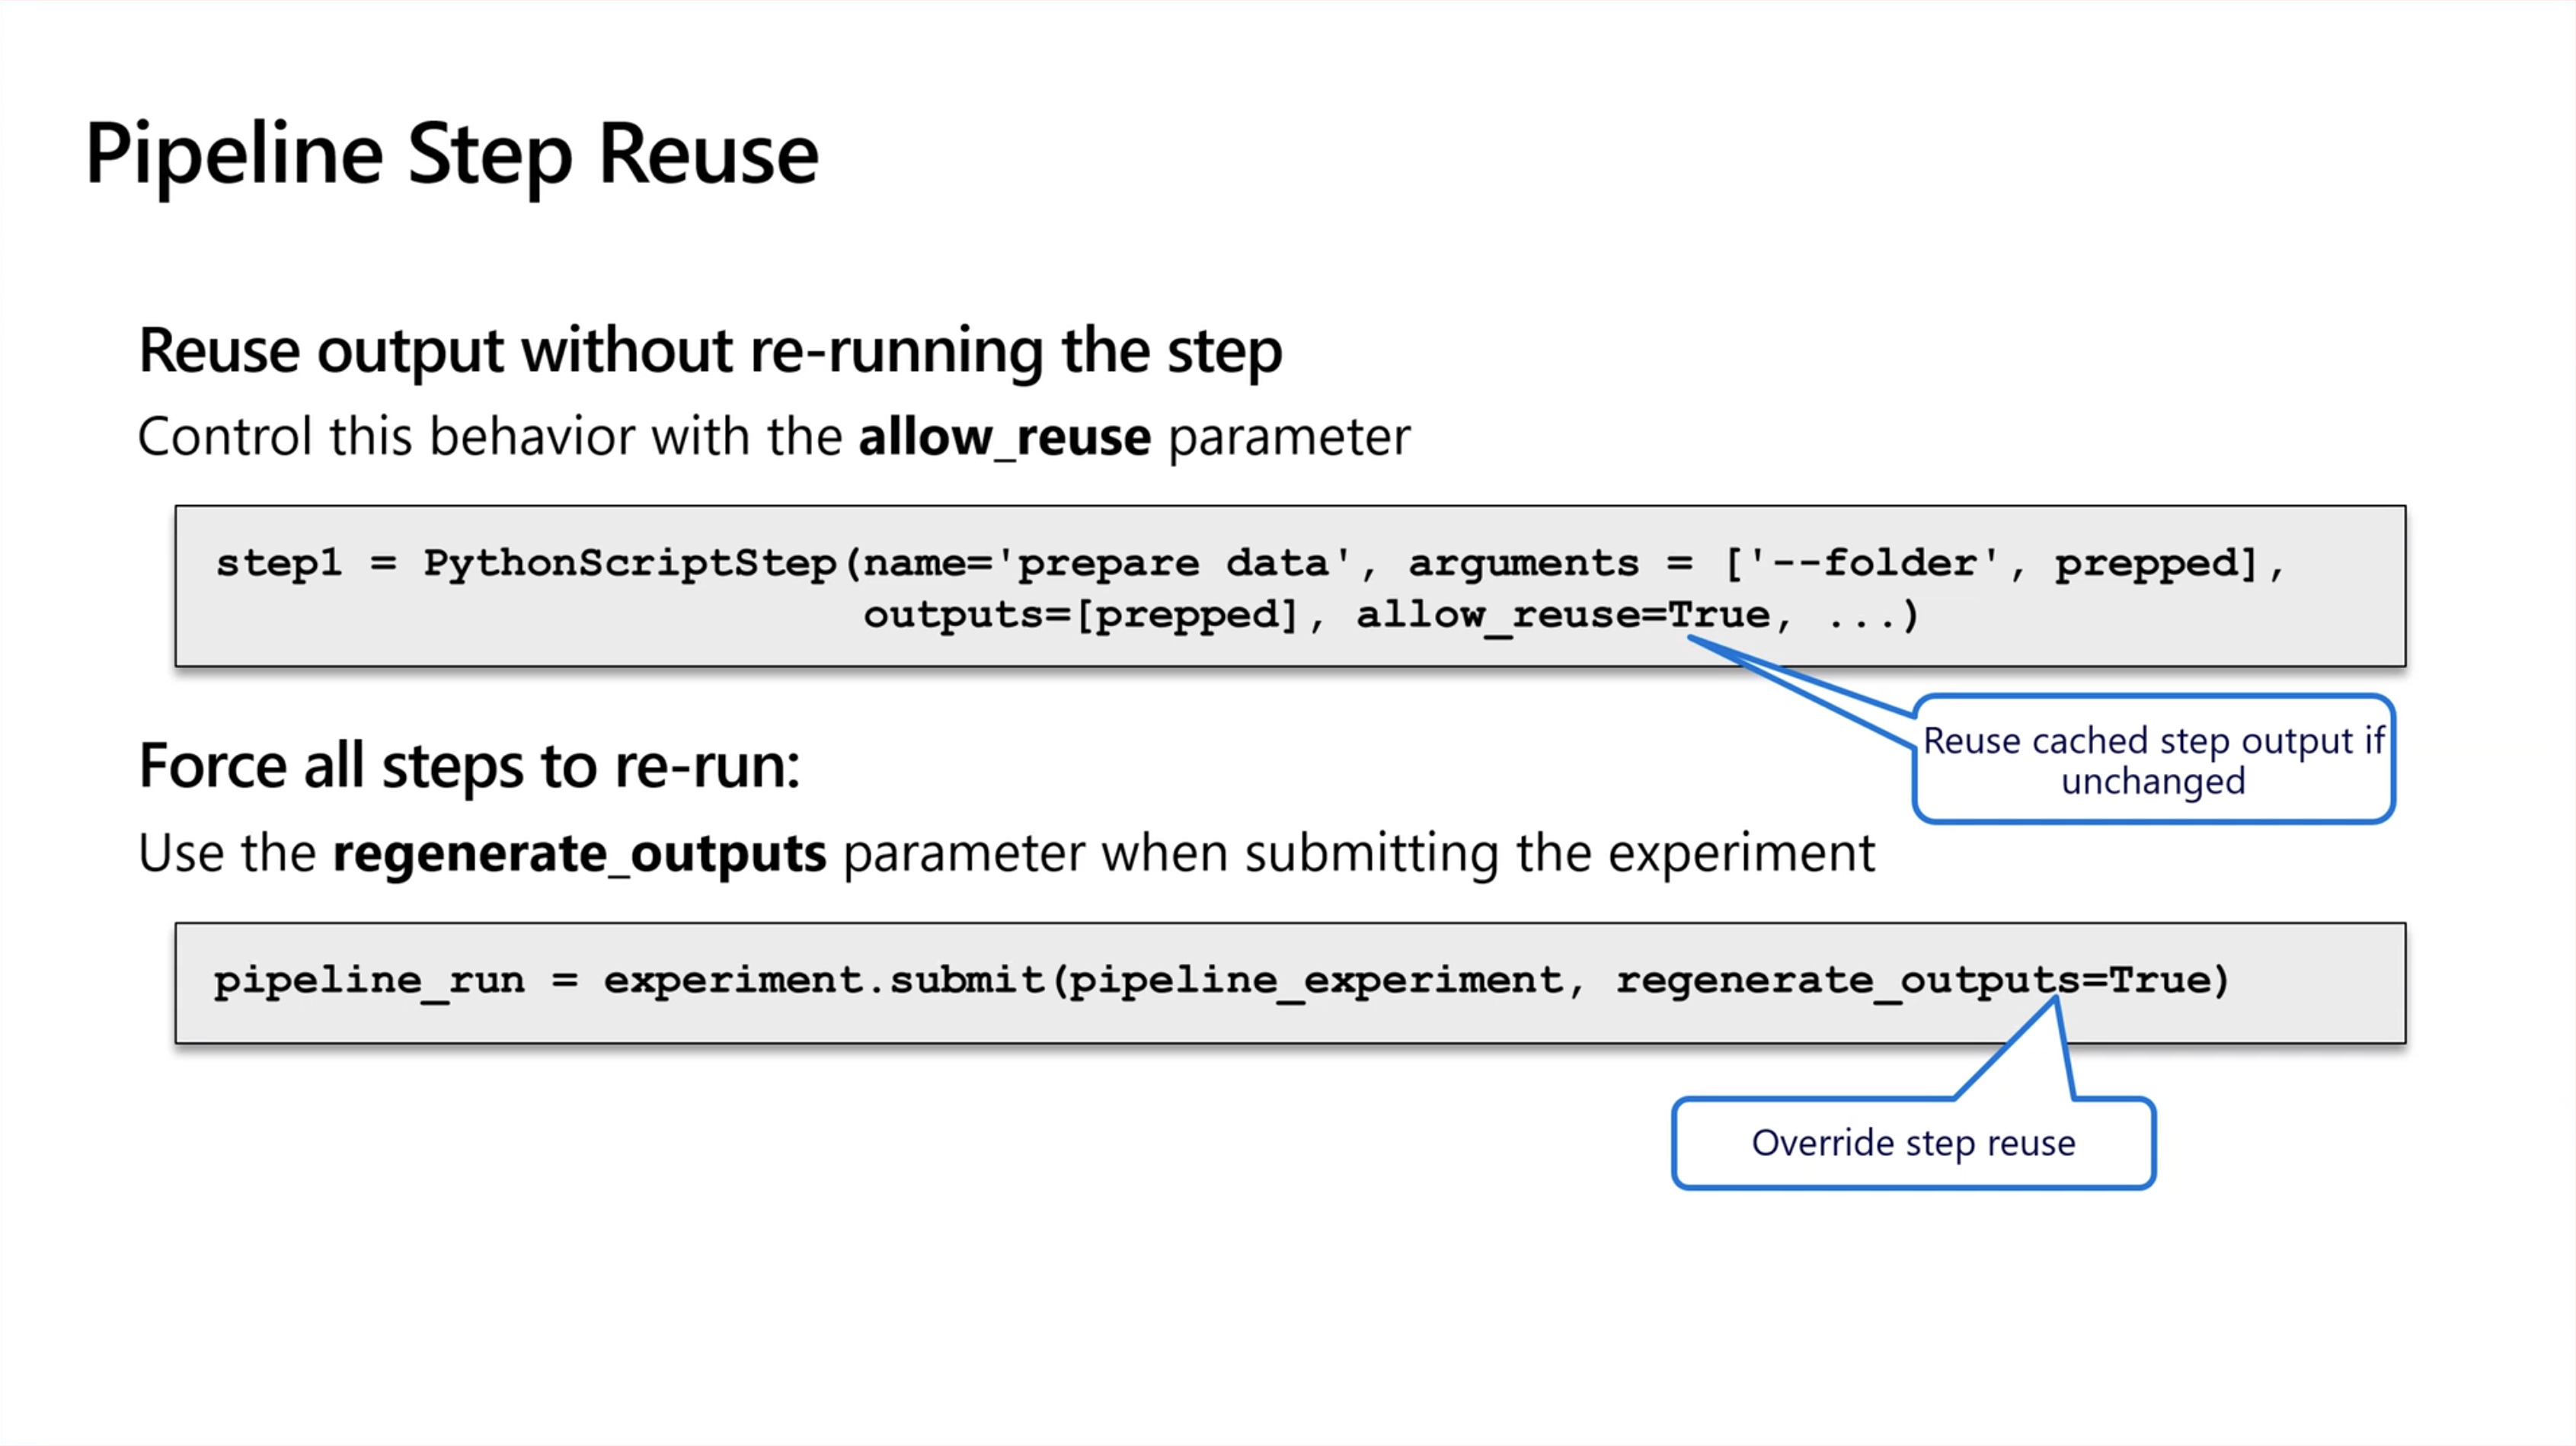 Pipeline Step Reuse
Reuse output without re-running the step
Control this behavior with the allow_reuse parameter
step1 = PythonScriptStep(name='prepare data', arguments = ['--folder', prepped],
outputs=[prepped], allow_reuse=True, ...)
Reuse cached step output if
unchanged
Force all steps to re-run:
Use the regenerate_outputs parameter when submitting the experiment
pipeline_run = experiment.submit(pipeline_experiment, regenerate_outputs=True)
Override step reuse